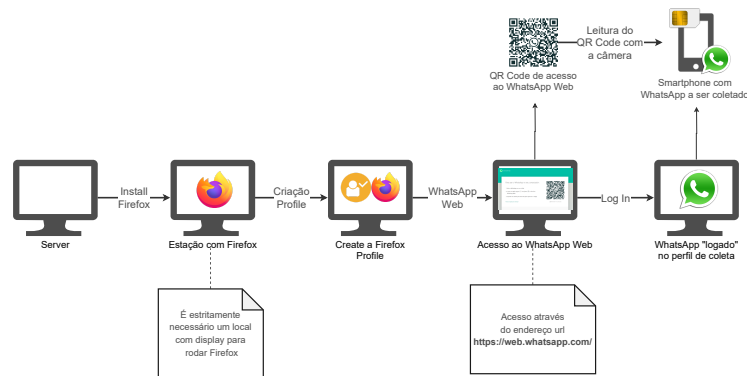 Leitura do
QR Code com
a câmera
QR Code de acesso
ao WhatsApp Web
Smartphone com
WhatsApp a ser coletado
Install
Firefox
Criação
Profile
WhatsApp
Web
Log In
Server
Estação com Firefox
Create a Firefox
Profile
Acesso ao WhatsApp Web
WhatsApp "logado"
no perfil de coleta
É estritamente
necessário um local
com display para
rodar Firefox
Acesso através
do endereço url
https://web.whatsapp.com/